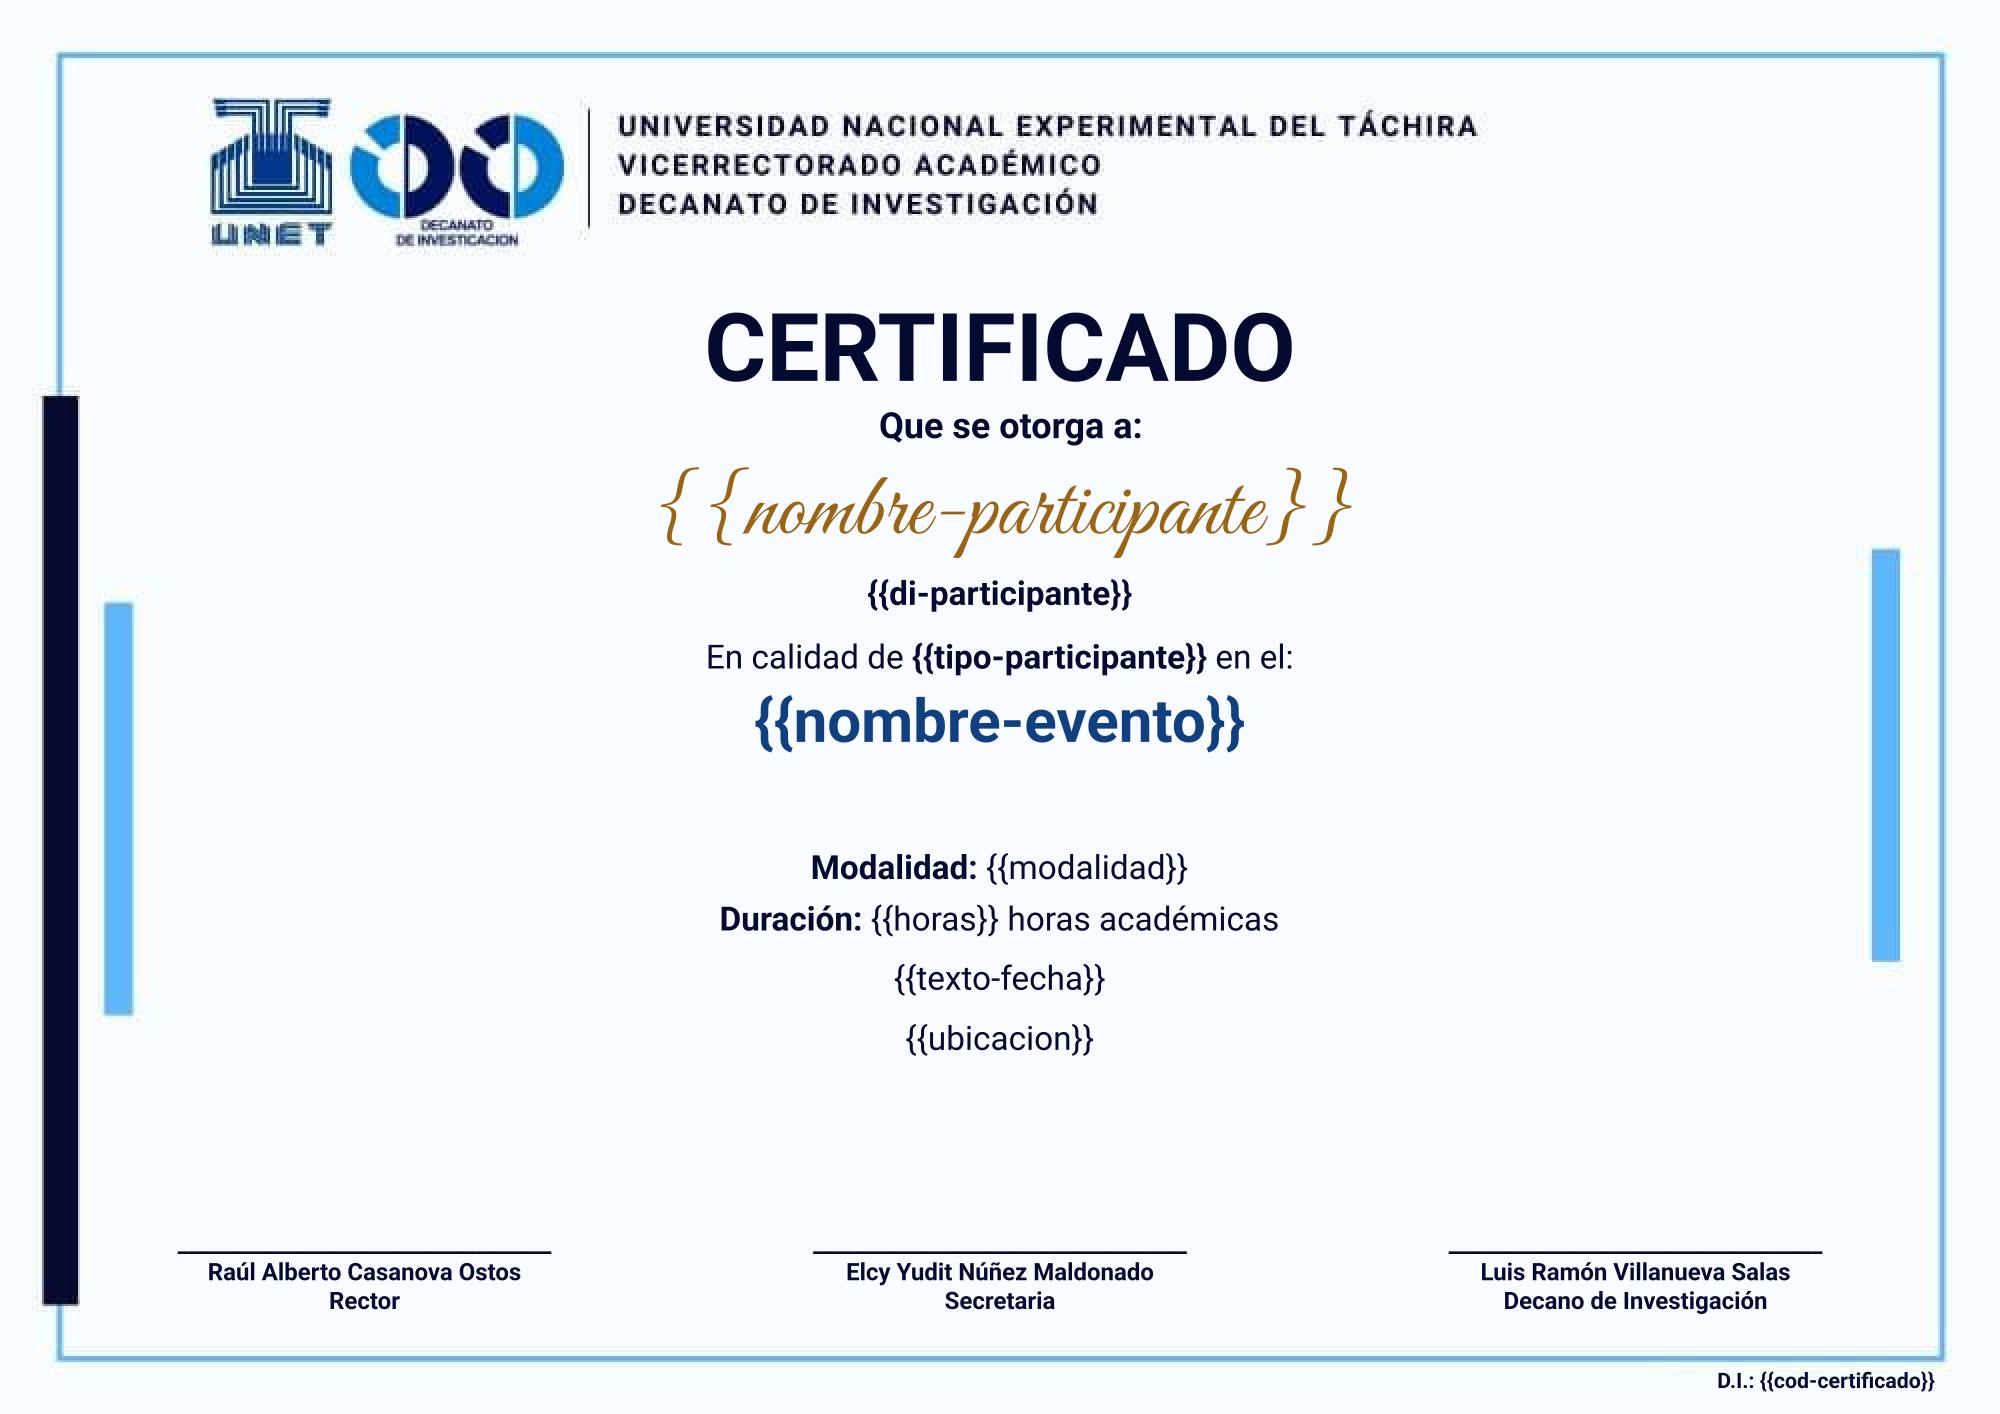 UNET
DECANATO
DE INVESTIGACION
UNIVERSIDAD NACIONAL EXPERIMENTAL DEL TÁCHIRA
VICERRECTORADO ACADÉMICO
DECANATO DE INVESTIGACIÓN
CERTIFICADO
Que se otorga a:
{{nombre-participante}}
{{di-participante}}
En calidad de {{tipo-participante}} en el:
{{nombre-evento}}
Modalidad: {{modalidad}}
Duración: {{horas}} horas académicas
{{texto-fecha}}
{{ubicacion}}
Raúl Alberto Casanova Ostos
Rector
Elcy Yudit Núñez Maldonado
Secretaria
Luis Ramón Villanueva Salas
Decano de Investigación
D.I.: {{cod-certificado}}